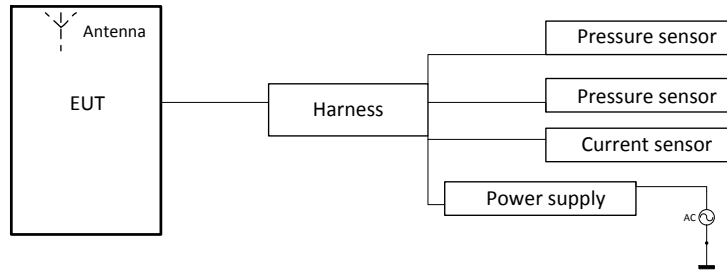 Antenna
EUT
Harness
Pressure sensor
Pressure sensor
Current sensor
Power supply
AC